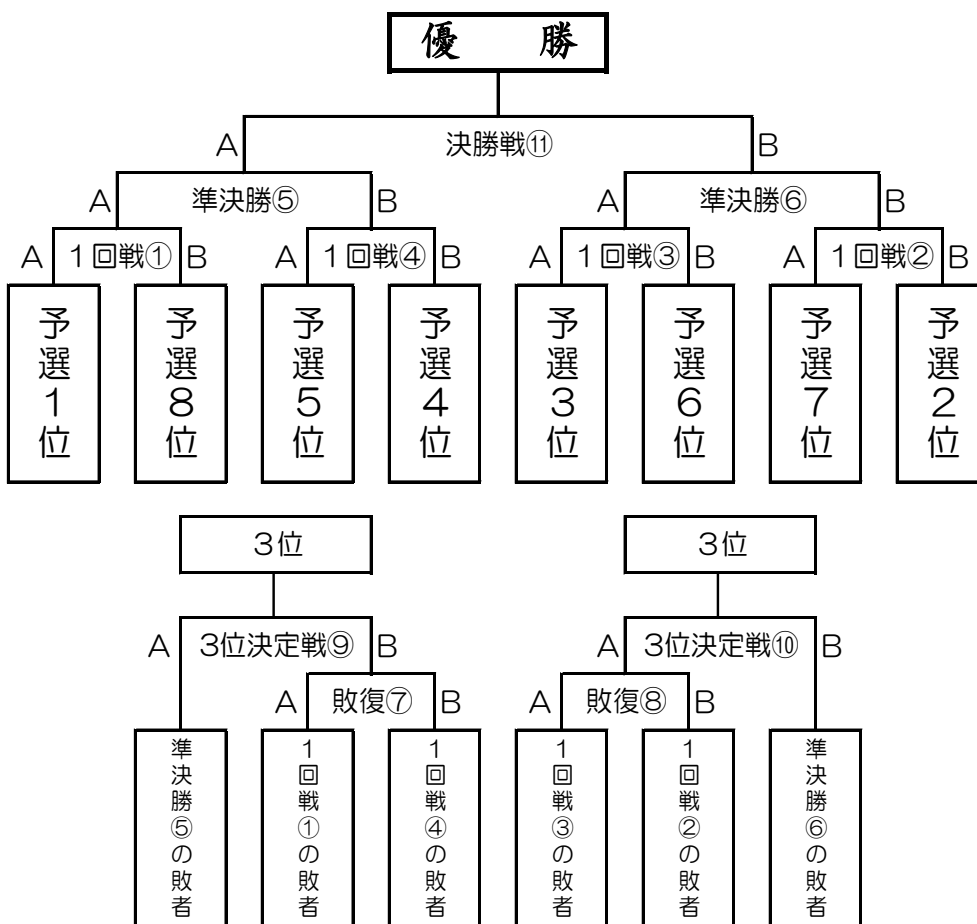 優　勝
A 決勝戦⑪ B
A 準決勝⑤ B A 準決勝⑥ B
A 1回戦① B A 1回戦④ B A 1回戦③ B A 1回戦② B
予選1位
予選8位
予選5位
予選4位
予選3位
予選6位
予選7位
予選2位
3位 3位
A 3位決定戦⑨ B A 3位決定戦⑩ B
A 敗復⑦ B A 敗復⑧ B
準決勝⑤の敗者
1回戦①の敗者
1回戦④の敗者
1回戦③の敗者
1回戦②の敗者
準決勝⑥の敗者